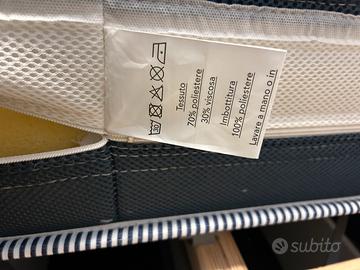 Tessuto
70% poliestere
30% viscosa
Imbottitura
100% poliestere
Lavare a mano o in
subito